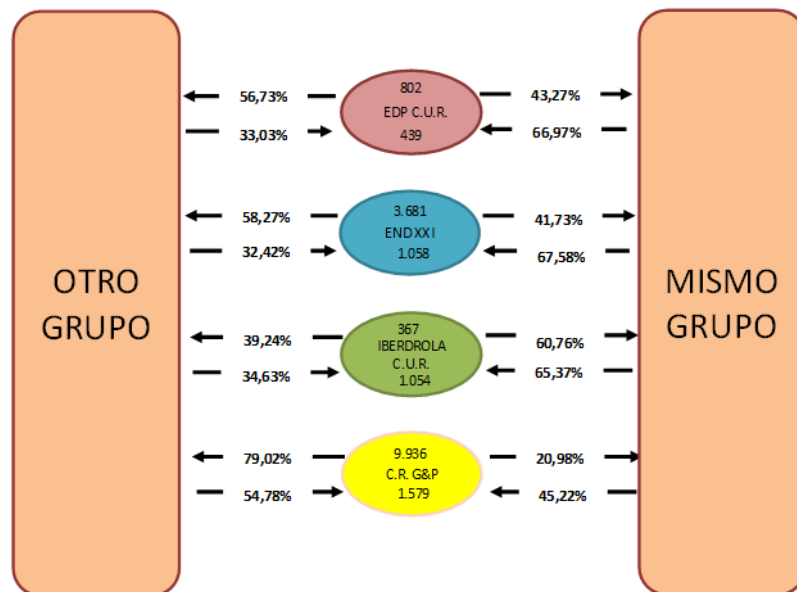 OTRO
GRUPO
56,73%
33,03%
802
EDP C.U.R.
439
43,27%
66,97%
58,27%
32,42%
3.681
END XXI
1.058
41,73%
67,58%
39,24%
34,63%
367
IBERDROLA
C.U.R.
1.054
60,76%
65,37%
79,02%
54,78%
9.936
C.R. G&P
1.579
20,98%
45,22%
MISMO
GRUPO